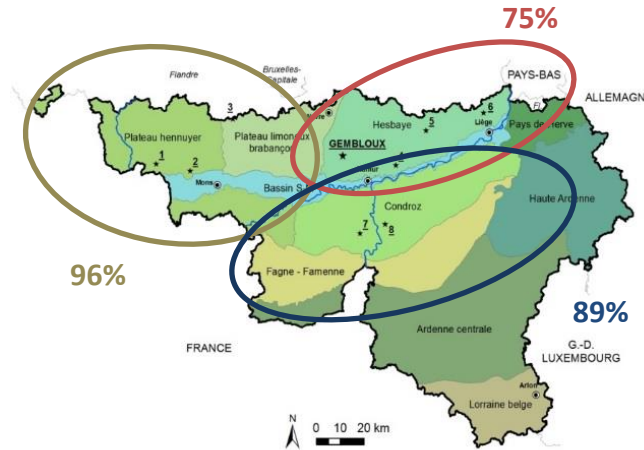 75%
Flandre
Bruxelles-
Capitale
PAYS-BAS
ALLEMAGN
3
6
5
Plateau hennuyer
Plateau limoneux
brabançon
Hesbaye
Liège
Pays de Herve
GEMBLOUX
1
2
Mons
Bassin S
Condroz
Haute Ardenne
7
8
96%
Fagne - Famenne
89%
FRANCE
Ardenne centrale
G.-D.
LUXEMBOURG
Arlon
Lorraine belge
N
0 10 20 km